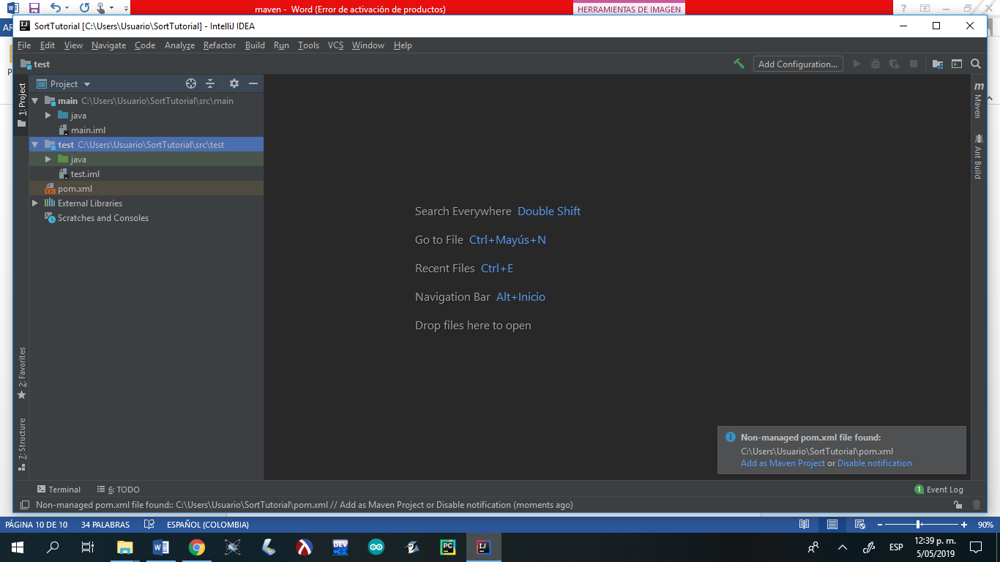 maven - Word (Error de activación de productos)
HERRAMIENTAS DE IMAGEN
SortTutorial [C:\Users\Usuario\SortTutorial] - IntelliJ IDEA
File Edit View Navigate Code Analyze Refactor Build Run Tools VCS Window Help
test
Add Configuration...
1: Project
Project
main C:\Users\Usuario\SortTutorial\src\main
java
main.iml
test C:\Users\Usuario\SortTutorial\src\test
java
test.iml
pom.xml
External Libraries
Scratches and Consoles
Maven
Ant Build
Search Everywhere Double Shift
Go to File Ctrl+Mayús+N
Recent Files Ctrl+E
Navigation Bar Alt+Inicio
Drop files here to open
2: Favorites
7: Structure
Non-managed pom.xml file found:
C:\Users\Usuario\SortTutorial\pom.xml
Add as Maven Project or Disable notification
Terminal
6: TODO
1 Event Log
Non-managed pom.xml file found:: C:\Users\Usuario\SortTutorial\pom.xml // Add as Maven Project or Disable notification (moments ago)
PÁGINA 10 DE 10 34 PALABRAS ESPAÑOL (COLOMBIA)
90%
ESP
12:39 p. m.
5/05/2019